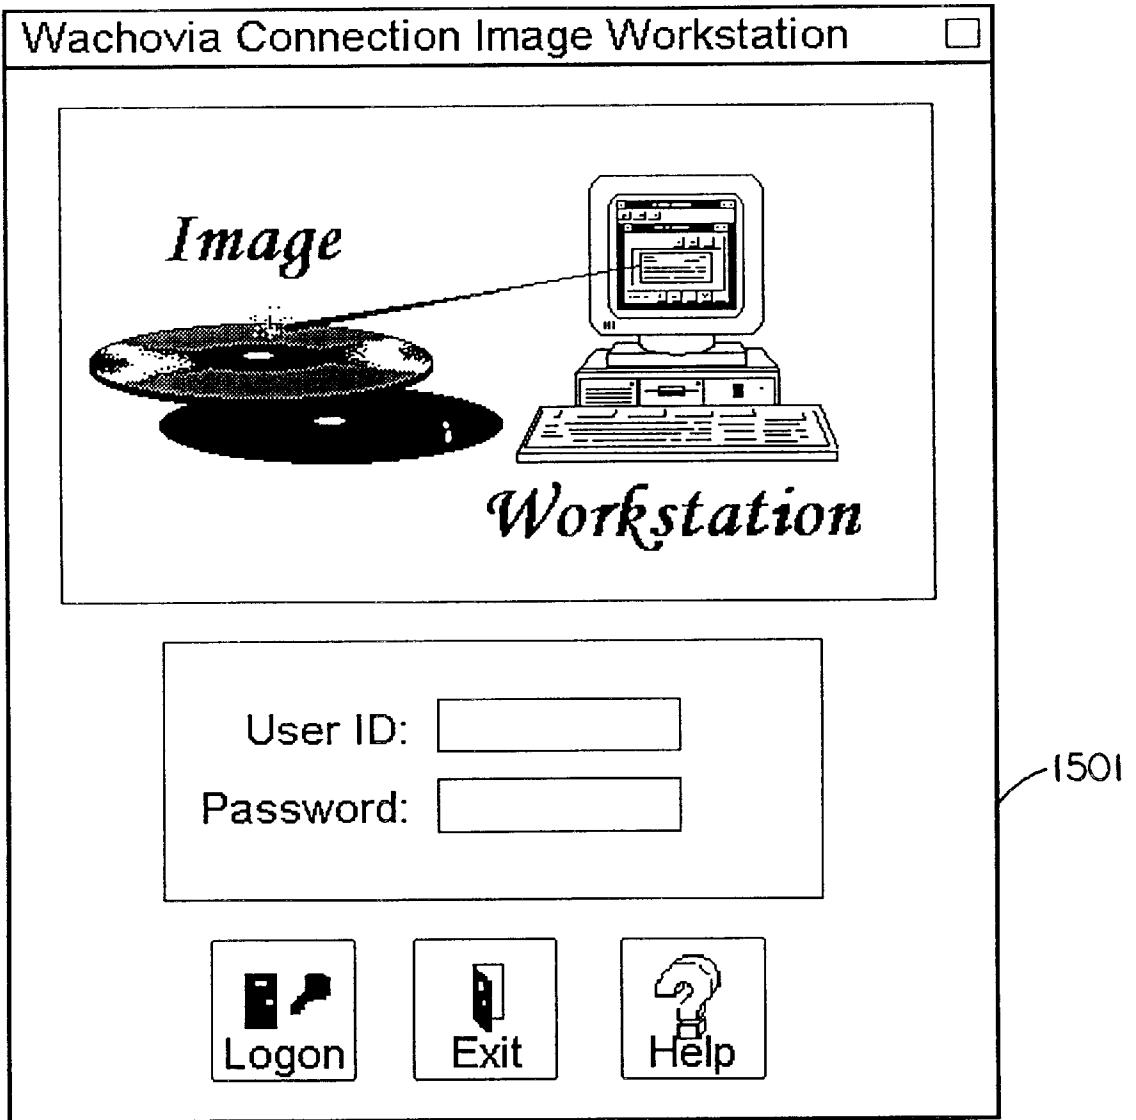 Wachovia Connection Image Workstation
Image
Workstation
User ID:
Password:
1501
Logon
Exit
Help